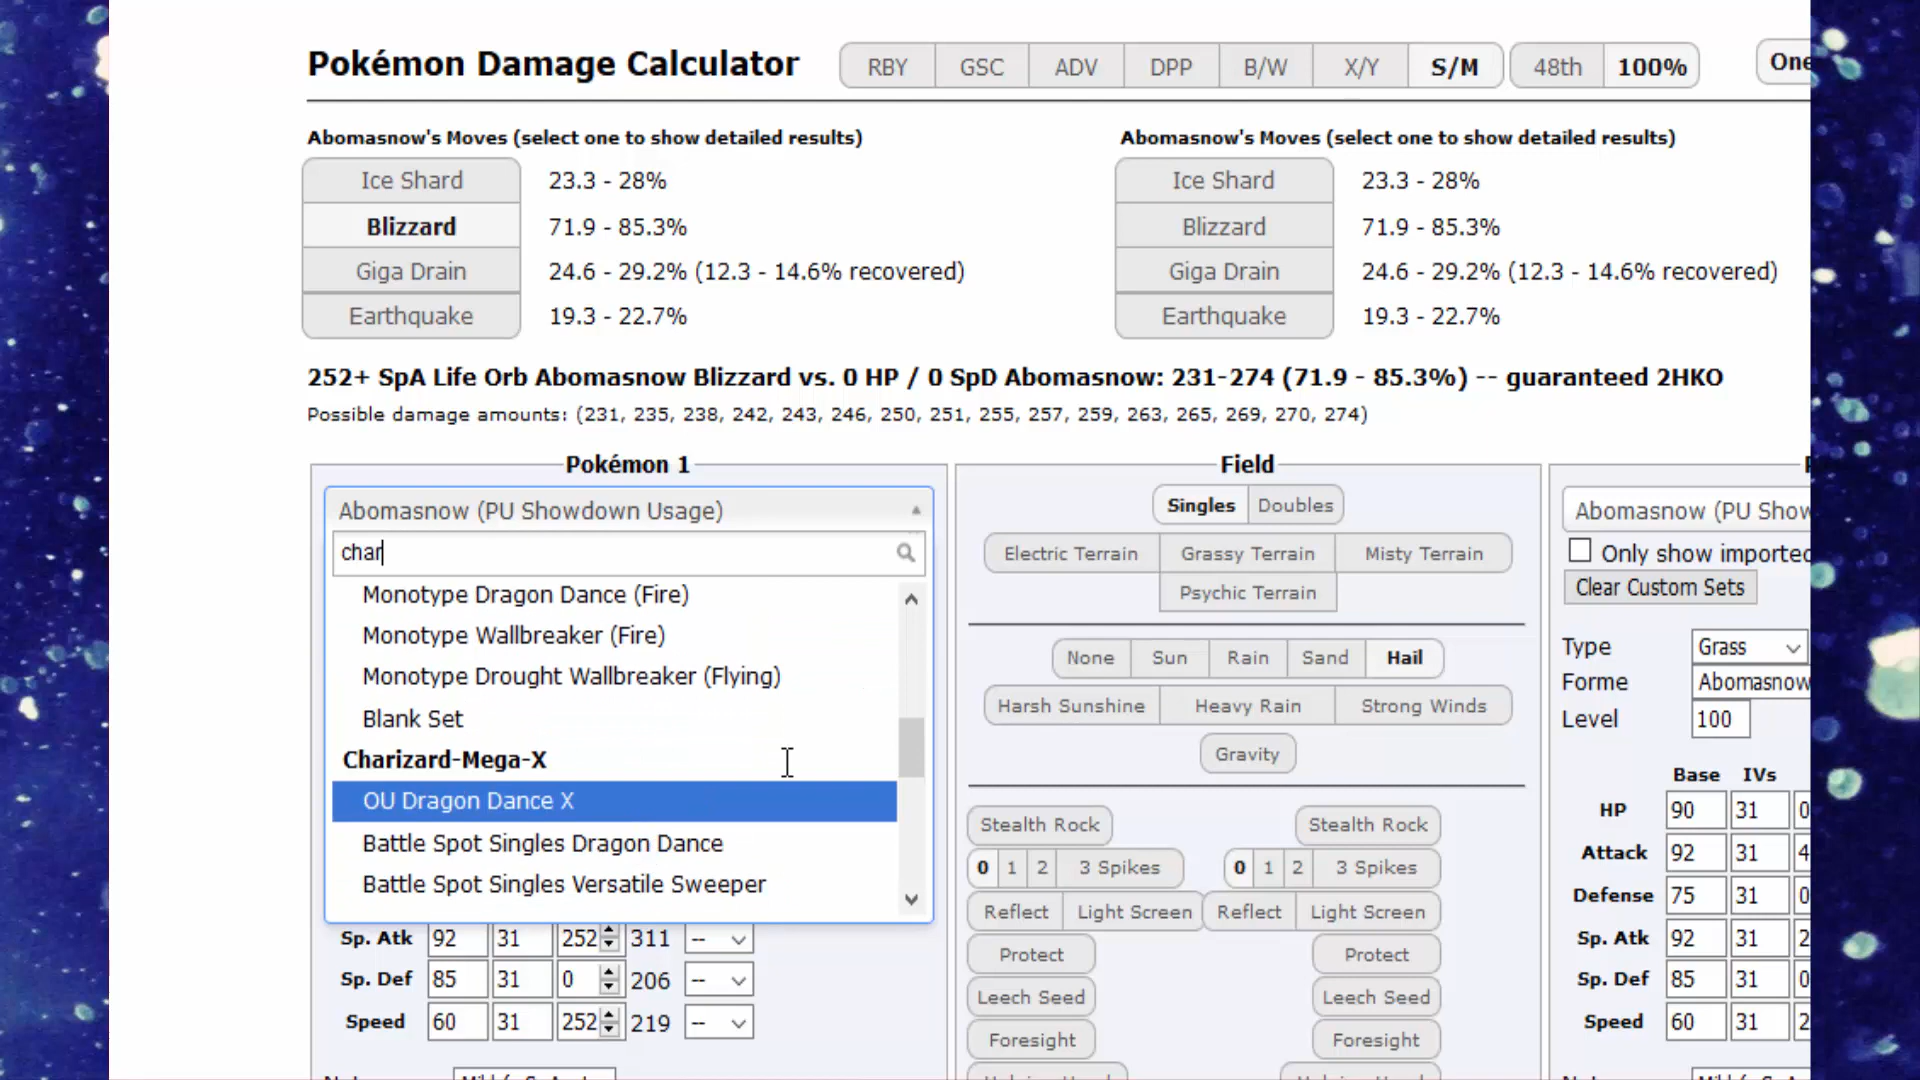 Pokémon Damage Calculator RBY GSC ADV DPP B/W X/Y S/M 48th 100% One
Abomasnow's Moves (select one to show detailed results) Abomasnow's Moves (select one to show detailed results)
Ice Shard 23.3 - 28% Ice Shard 23.3 - 28%
Blizzard 71.9 - 85.3% Blizzard 71.9 - 85.3%
Giga Drain 24.6 - 29.2% (12.3 - 14.6% recovered) Giga Drain 24.6 - 29.2% (12.3 - 14.6% recovered)
Earthquake 19.3 - 22.7% Earthquake 19.3 - 22.7%
252+ SpA Life Orb Abomasnow Blizzard vs. 0 HP / 0 SpD Abomasnow: 231-274 (71.9 - 85.3%) -- guaranteed 2HKO
Possible damage amounts: (231, 235, 238, 242, 243, 246, 250, 251, 255, 257, 259, 263, 265, 269, 270, 274)
Pokémon 1
Abomasnow (PU Showdown Usage)
char
Monotype Dragon Dance (Fire)
Monotype Wallbreaker (Fire)
Monotype Drought Wallbreaker (Flying)
Blank Set
Charizard-Mega-X
OU Dragon Dance X
Battle Spot Singles Dragon Dance
Battle Spot Singles Versatile Sweeper
Sp. Atk 92 31 252 311 --
Sp. Def 85 31 0 206 --
Speed 60 31 252 219 --
Field
Singles Doubles
Electric Terrain Grassy Terrain Misty Terrain
Psychic Terrain
None Sun Rain Sand Hail
Harsh Sunshine Heavy Rain Strong Winds
Gravity
Stealth Rock Stealth Rock
0 1 2 3 Spikes 0 1 2 3 Spikes
Reflect Light Screen Reflect Light Screen
Protect Protect
Leech Seed Leech Seed
Foresight Foresight
Abomasnow (PU Show
Only show imported
Clear Custom Sets
Type Grass
Forme Abomasnow
Level 100
Base IVs
HP 90 31 0
Attack 92 31 4
Defense 75 31 0
Sp. Atk 92 31 2
Sp. Def 85 31 0
Speed 60 31 2